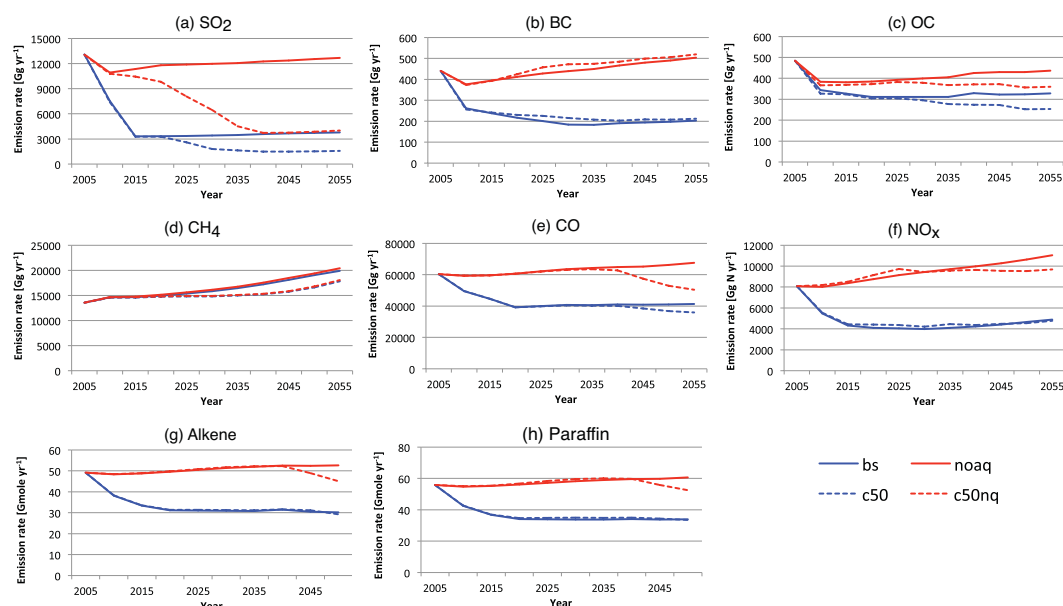 (a) SO2
Emission rate [Gg yr-1]
15000
12000
9000
6000
3000
0
2005 2015 2025 2035 2045 2055
Year
(b) BC
Emission rate [Gg yr-1]
600
500
400
300
200
100
0
2005 2015 2025 2035 2045 2055
Year
(c) OC
Emission rate [Gg yr-1]
600
500
400
300
200
100
0
2005 2015 2025 2035 2045 2055
Year
(d) CH4
Emission rate [Gg yr-1]
25000
20000
15000
10000
5000
0
2005 2015 2025 2035 2045 2055
Year
(e) CO
Emission rate [Gg yr-1]
80000
60000
40000
20000
0
2005 2015 2025 2035 2045 2055
Year
(f) NOx
Emission rate [Gg N yr-1]
12000
10000
8000
6000
4000
2000
0
2005 2015 2025 2035 2045 2055
Year
(g) Alkene
Emission rate [Gmole yr-1]
60
50
40
30
20
10
0
2005 2015 2025 2035 2045
Year
(h) Paraffin
Emission rate [Gmole yr-1]
80
60
40
20
0
2005 2015 2025 2035 2045
Year
bs
noaq
c50
c50nq